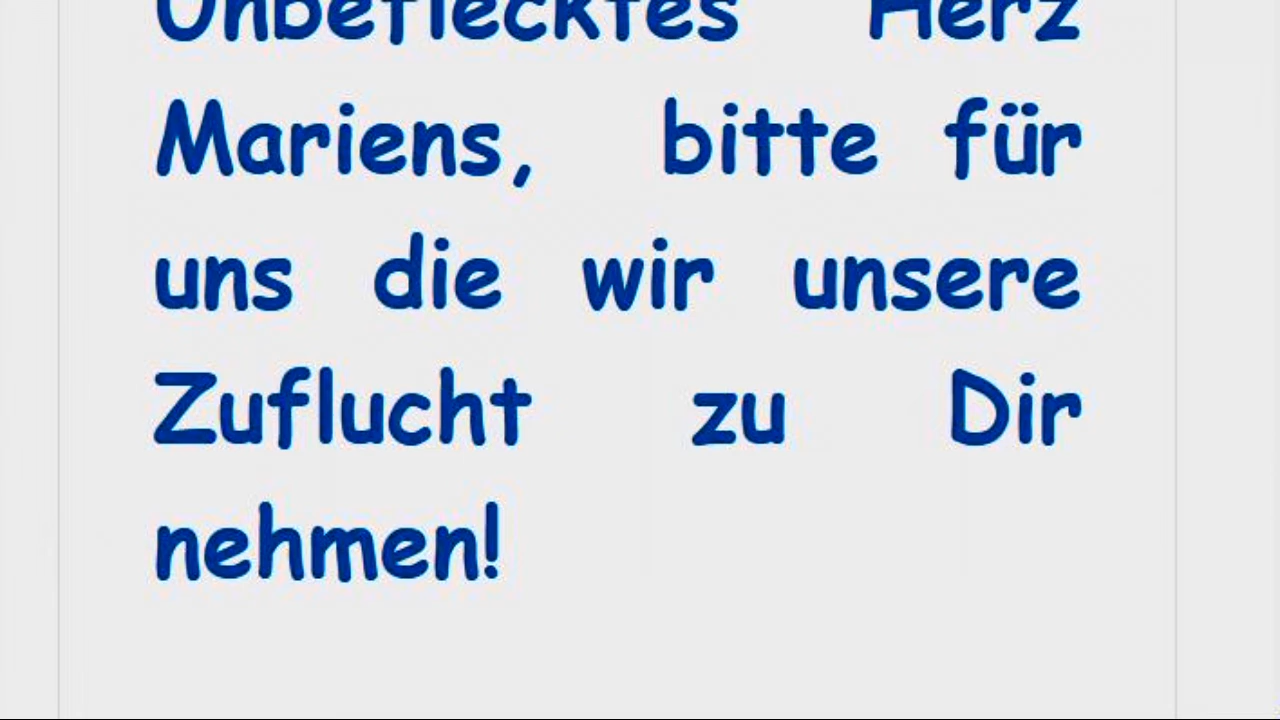 Unbeflecktes Herz
Mariens, bitte für
uns die wir unsere
Zuflucht zu Dir
nehmen!